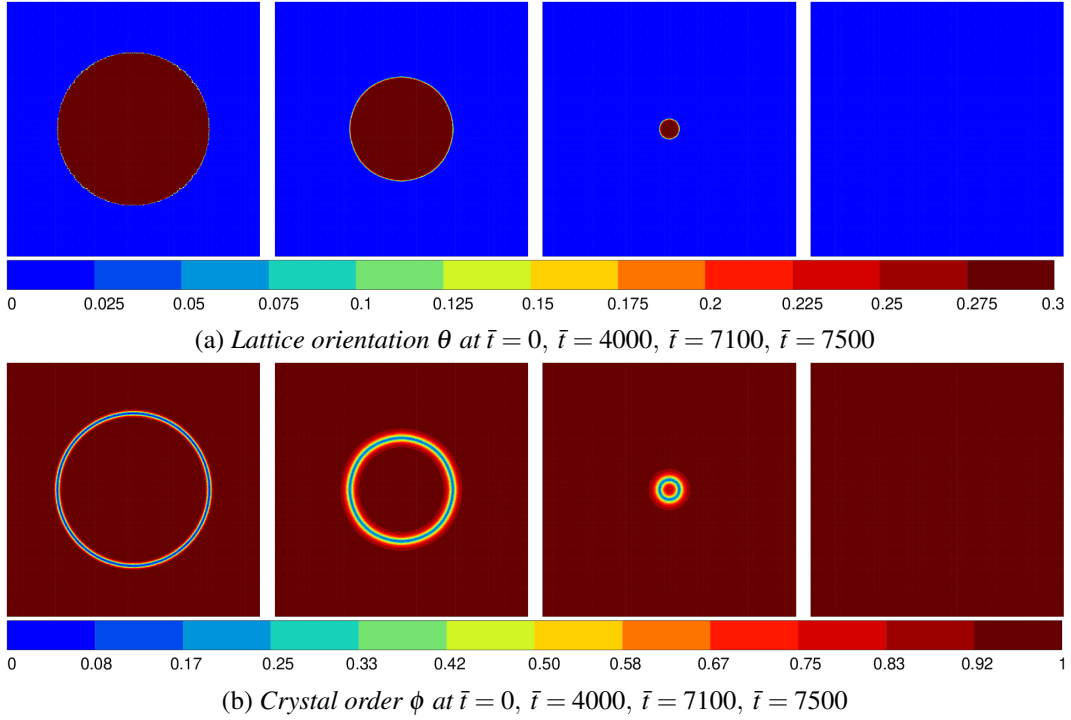 0 0.025 0.05 0.075 0.1 0.125 0.15 0.175 0.2 0.225 0.25 0.275 0.3
(a) Lattice orientation θ at t̄ = 0, t̄ = 4000, t̄ = 7100, t̄ = 7500
0 0.08 0.17 0.25 0.33 0.42 0.50 0.58 0.67 0.75 0.83 0.92 1
(b) Crystal order ϕ at t̄ = 0, t̄ = 4000, t̄ = 7100, t̄ = 7500